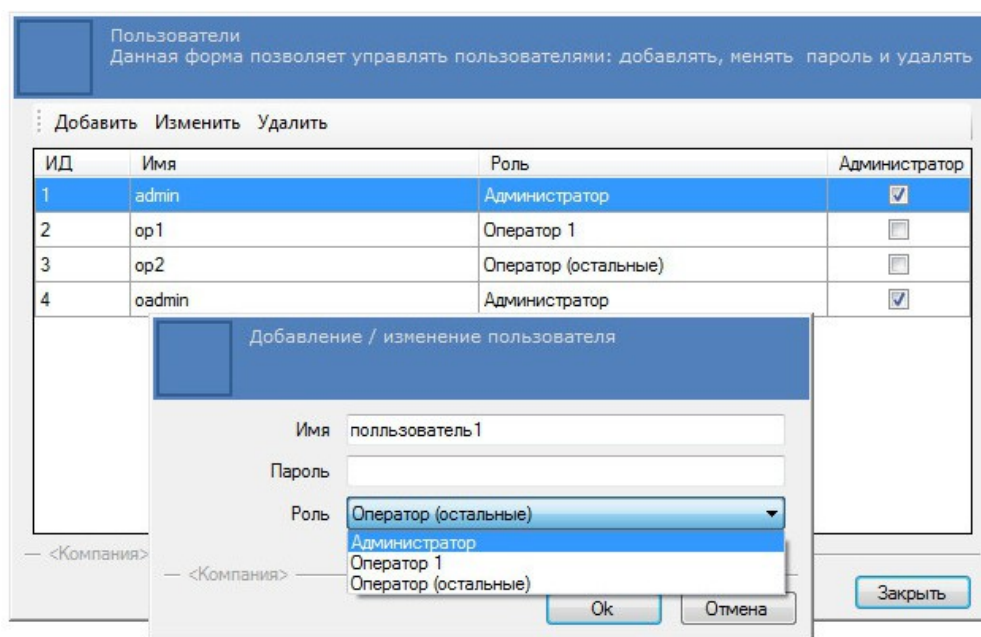 Пользователи
Данная форма позволяет управлять пользователями: добавлять, менять пароль и удалять
Добавить Изменить Удалить
ИД Имя Роль Администратор
1 admin Администратор
2 op1 Оператор 1
3 op2 Оператор (остальные)
4 oadmin Администратор
Добавление / изменение пользователя
Имя полльзователь1
Пароль
Роль Оператор (остальные)
Администратор
Оператор 1
Оператор (остальные)
<Компания>
<Компания>
Ok Отмена
Закрыть